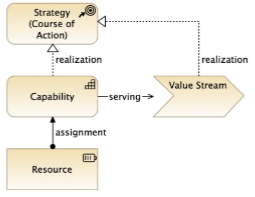 Strategy
(Course of
Action)
realization
realization
Capability
serving
Value Stream
assignment
Resource